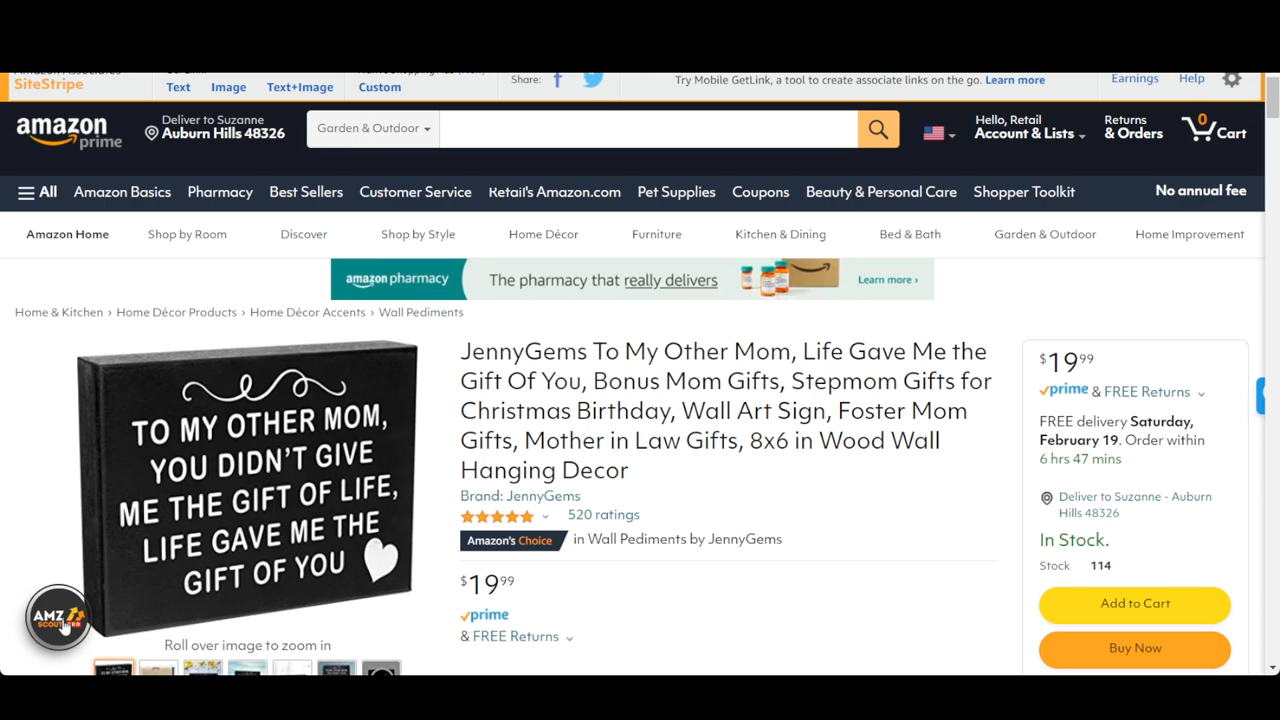 SiteStripe
Text Image Text+Image Custom
Share:
Try Mobile GetLink, a tool to create associate links on the go. Learn more
Earnings Help
amazon prime
Deliver to Suzanne
Auburn Hills 48326
Garden & Outdoor
Hello, Retail
Account & Lists
Returns
& Orders
0
Cart
All Amazon Basics Pharmacy Best Sellers Customer Service Retail's Amazon.com Pet Supplies Coupons Beauty & Personal Care Shopper Toolkit No annual fee
Amazon Home Shop by Room Discover Shop by Style Home Décor Furniture Kitchen & Dining Bed & Bath Garden & Outdoor Home Improvement
amazon pharmacy The pharmacy that really delivers Learn more ›
Home & Kitchen › Home Décor Products › Home Décor Accents › Wall Pediments
TO MY OTHER MOM,
YOU DIDN'T GIVE
ME THE GIFT OF LIFE,
LIFE GAVE ME THE
GIFT OF YOU
AMZ
SCOUT PRO
Roll over image to zoom in
JennyGems To My Other Mom, Life Gave Me the
Gift Of You, Bonus Mom Gifts, Stepmom Gifts for
Christmas Birthday, Wall Art Sign, Foster Mom
Gifts, Mother in Law Gifts, 8x6 in Wood Wall
Hanging Decor
Brand: JennyGems
520 ratings
Amazon's Choice in Wall Pediments by JennyGems
$19.99
prime
& FREE Returns
$19.99
prime & FREE Returns
FREE delivery Saturday,
February 19. Order within
6 hrs 47 mins
Deliver to Suzanne - Auburn
Hills 48326
In Stock.
Stock 114
Add to Cart
Buy Now